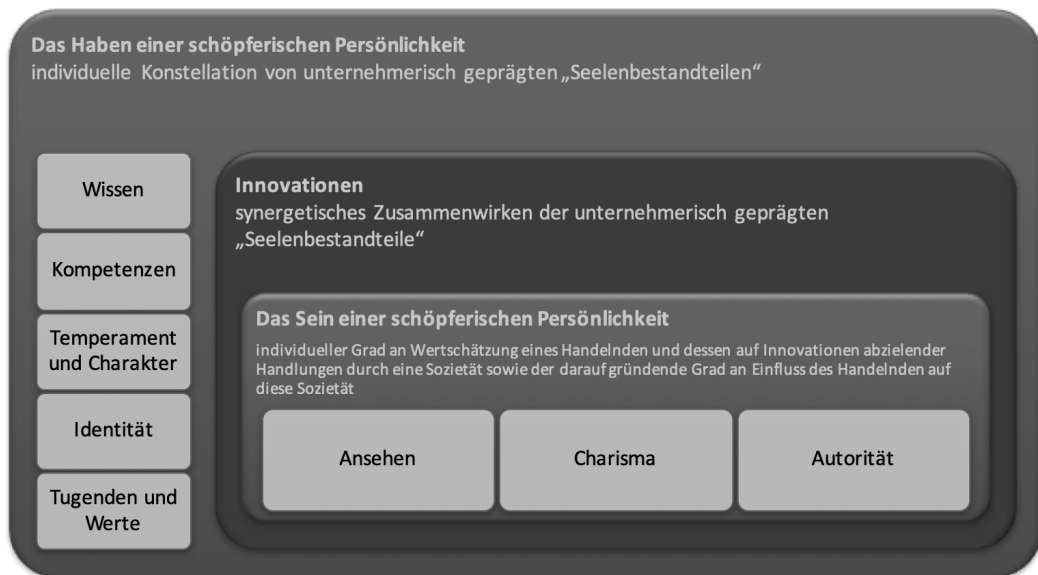 Das Haben einer schöpferischen Persönlichkeit
individuelle Konstellation von unternehmerisch geprägten „Seelenbestandteilen“
Wissen
Kompetenzen
Temperament
und Charakter
Identität
Tugenden und
Werte
Innovationen
synergetisches Zusammenwirken der unternehmerisch geprägten
„Seelenbestandteile“
Das Sein einer schöpferischen Persönlichkeit
individueller Grad an Wertschätzung eines Handelnden und dessen auf Innovationen abzielender
Handlungen durch eine Sozietät sowie der darauf gründende Grad an Einfluss des Handelnden auf
diese Sozietät
Ansehen
Charisma
Autorität